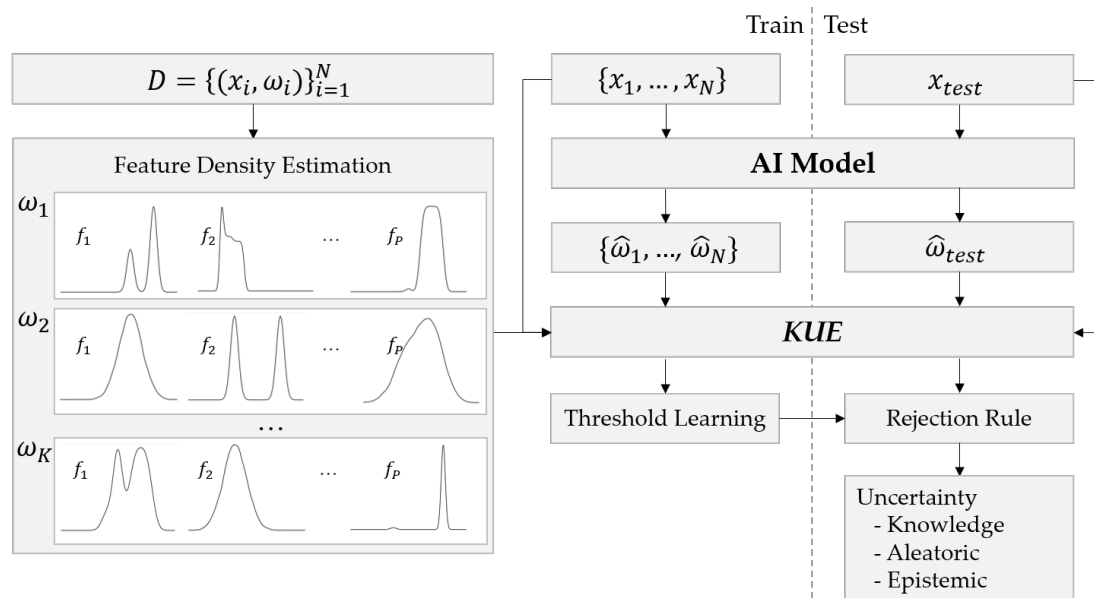 Train
Test
D = {(x_i, ω_i)}_{i=1}^{N}
Feature Density Estimation
ω_1
f_1
f_2
...
f_P
ω_2
f_1
f_2
...
f_P
...
ω_K
f_1
f_2
...
f_P
{x_1, ..., x_N}
x_test
AI Model
{ω̂_1, ..., ω̂_N}
ω̂_test
KUE
Threshold Learning
Rejection Rule
Uncertainty
- Knowledge
- Aleatoric
- Epistemic